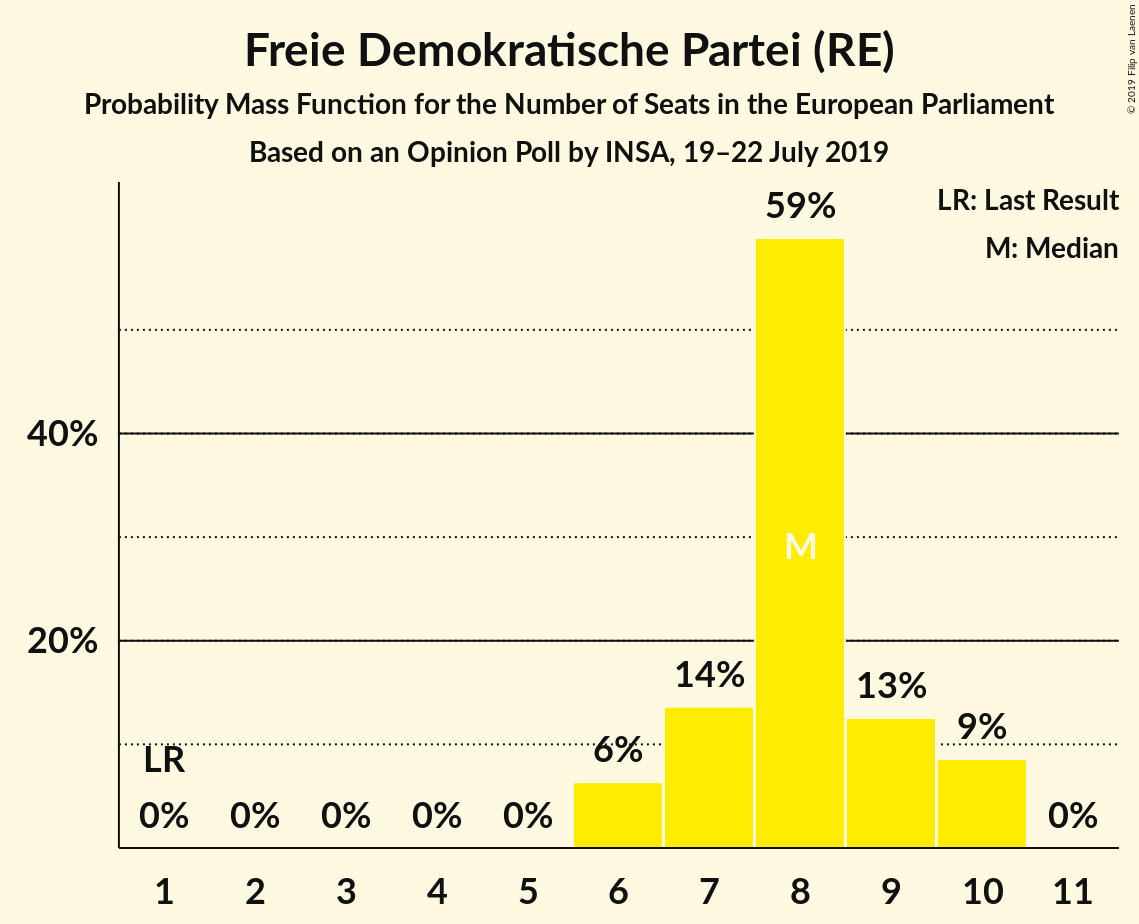 Freie Demokratische Partei (RE)
Probability Mass Function for the Number of Seats in the European Parliament
Based on an Opinion Poll by INSA, 19–22 July 2019
© 2019 Filip van Laenen
LR: Last Result
M: Median
59%
40%
M
20%
14%
13%
9%
6%
LR
0% 0% 0% 0% 0% 0%
1 2 3 4 5 6 7 8 9 10 11